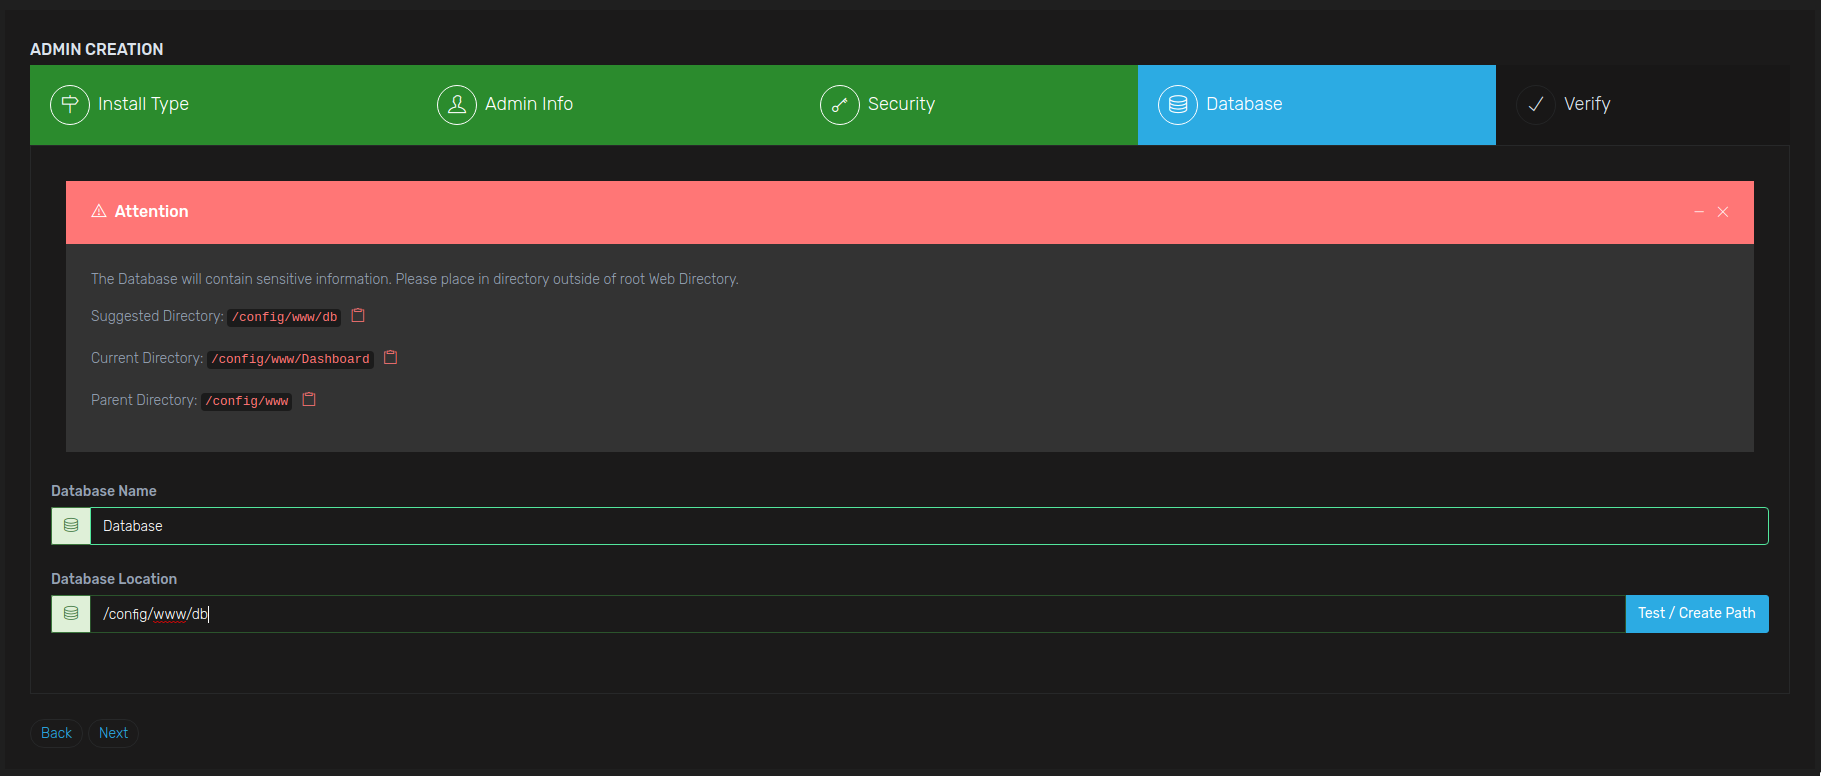 ADMIN CREATION
Install Type Admin Info Security Database Verify
Attention
The Database will contain sensitive information. Please place in directory outside of root Web Directory.
Suggested Directory: /config/www/db
Current Directory: /config/www/Dashboard
Parent Directory: /config/www
Database Name
Database
Database Location
/config/www/db Test / Create Path
Back Next